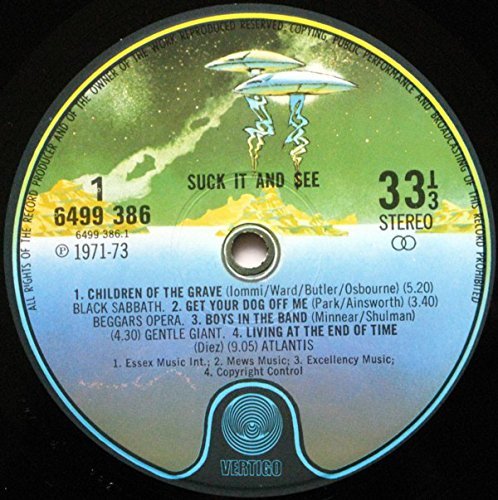 ALL RIGHTS OF THE RECORD PRODUCER AND OF THE OWNER OF THE WORK REPRODUCED RESERVED. COPYING, PUBLIC PERFORMANCE AND BROADCASTING OF THIS RECORD PROHIBITED
SUCK IT AND SEE
1
6499 386
6499 386.1
℗ 1971-73
33⅓
STEREO
1. CHILDREN OF THE GRAVE (Iommi/Ward/Butler/Osbourne) (5.20)
BLACK SABBATH. 2. GET YOUR DOG OFF ME (Park/Ainsworth) (3.40)
BEGGARS OPERA. 3. BOYS IN THE BAND (Minnear/Shulman)
(4.30) GENTLE GIANT. 4. LIVING AT THE END OF TIME
(Diez) (9.05) ATLANTIS
1. Essex Music Int.; 2. Mews Music; 3. Excellency Music;
4. Copyright Control
VERTIGO